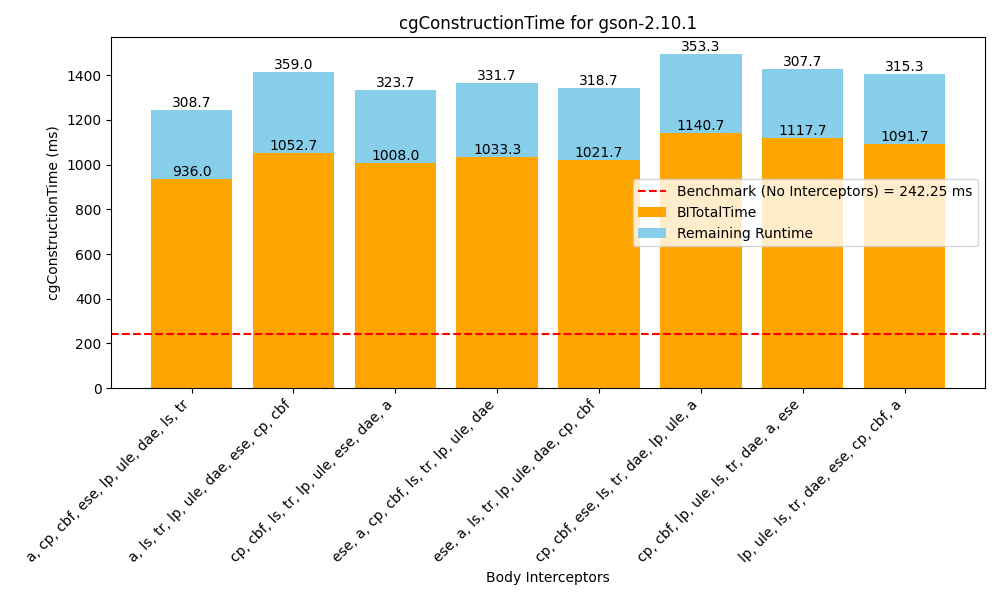 cgConstructionTime for gson-2.10.1
cgConstructionTime (ms)
1400
1200
1000
800
600
400
200
0
308.7
359.0
323.7
331.7
318.7
353.3
307.7
315.3
936.0
1052.7
1008.0
1033.3
1021.7
1140.7
1117.7
1091.7
Benchmark (No Interceptors) = 242.25 ms
BITotalTime
Remaining Runtime
a, cp, cbf, ese, lp, ule, dae, ls, tr
a, ls, tr, lp, ule, dae, ese, cp, cbf
cp, cbf, ls, tr, lp, ule, ese, dae, a
ese, a, cp, cbf, ls, tr, lp, ule, dae
ese, a, ls, tr, lp, ule, dae, cp, cbf
cp, cbf, ese, ls, tr, dae, lp, ule, a
cp, cbf, lp, ule, ls, tr, dae, a, ese
lp, ule, ls, tr, dae, ese, cp, cbf, a
Body Interceptors